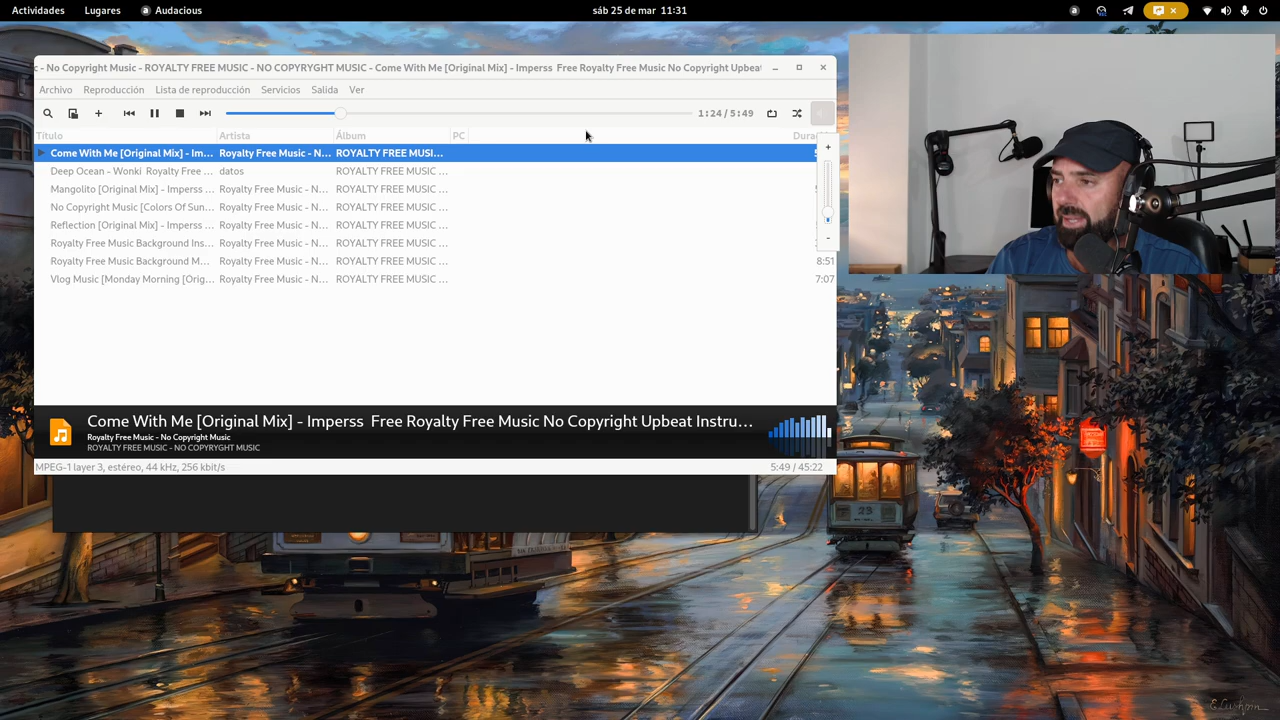 Actividades Lugares Audacious sáb 25 de mar 11:31
- No Copyright Music - ROYALTY FREE MUSIC - NO COPYRYGHT MUSIC - Come With Me [Original Mix] - Imperss Free Royalty Free Music No Copyright Upbea
Archivo Reproducción Lista de reproducción Servicios Salida Ver
1:24 / 5:49
Título Artista Álbum PC Dura
Come With Me [Original Mix] - Im... Royalty Free Music - N... ROYALTY FREE MUSI...
Deep Ocean - Wonki Royalty Free ... datos ROYALTY FREE MUSIC ...
Mangolito [Original Mix] - Imperss ... Royalty Free Music - N... ROYALTY FREE MUSIC ...
No Copyright Music [Colors Of Sun... Royalty Free Music - N... ROYALTY FREE MUSIC ...
Reflection [Original Mix] - Imperss ... Royalty Free Music - N... ROYALTY FREE MUSIC ...
Royalty Free Music Background Ins... Royalty Free Music - N... ROYALTY FREE MUSIC ...
Royalty Free Music Background M... Royalty Free Music - N... ROYALTY FREE MUSIC ... 8:51
Vlog Music [Monday Morning [Orig... Royalty Free Music - N... ROYALTY FREE MUSIC ... 7:07
Come With Me [Original Mix] - Imperss Free Royalty Free Music No Copyright Upbeat Instru...
Royalty Free Music - No Copyright Music
ROYALTY FREE MUSIC - NO COPYRYGHT MUSIC
MPEG-1 layer 3, estéreo, 44 kHz, 256 kbit/s 5:49 / 45:22
23